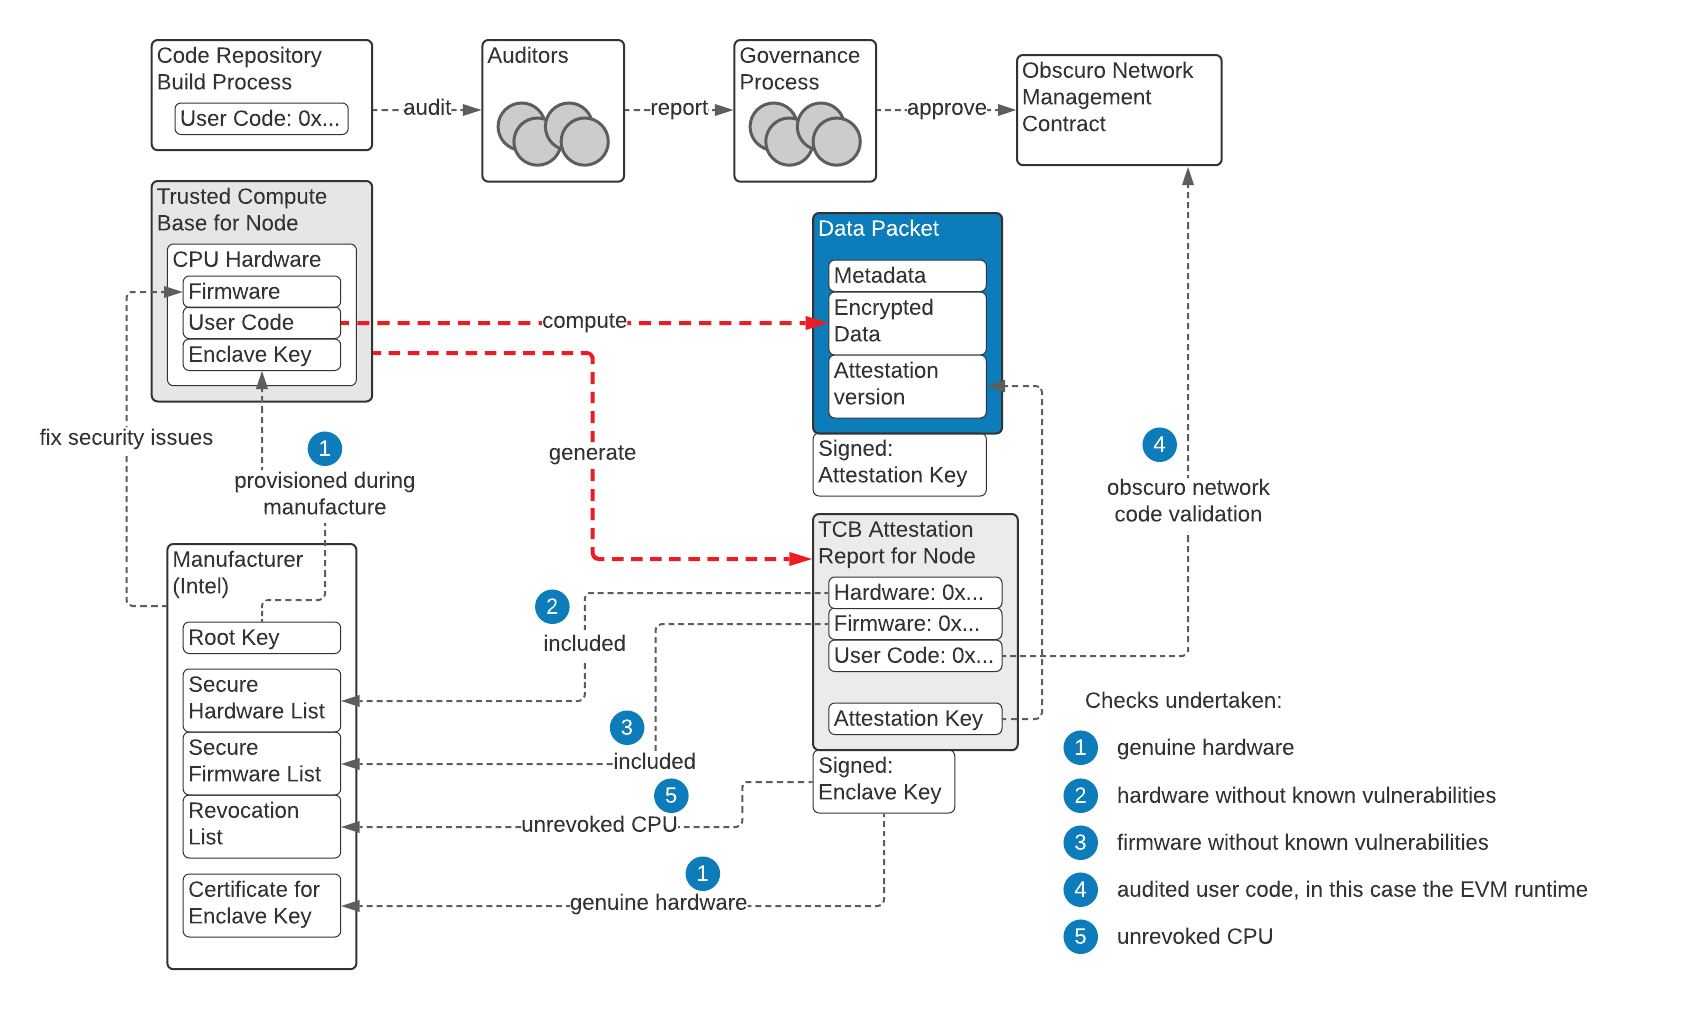 Code Repository
Build Process
User Code: 0x...
audit
Auditors
report
Governance
Process
approve
Obscuro Network
Management
Contract
Trusted Compute
Base for Node
CPU Hardware
Firmware
User Code
Enclave Key
compute
generate
Data Packet
Metadata
Encrypted
Data
Attestation
version
Signed:
Attestation Key
fix security issues
1
provisioned during
manufacture
4
obscuro network
code validation
Manufacturer
(Intel)
Root Key
Secure
Hardware List
Secure
Firmware List
Revocation
List
Certificate for
Enclave Key
2
included
3
included
5
unrevoked CPU
1
genuine hardware
TCB Attestation
Report for Node
Hardware: 0x...
Firmware: 0x...
User Code: 0x...
Attestation Key
Signed:
Enclave Key
Checks undertaken:
1 genuine hardware
2 hardware without known vulnerabilities
3 firmware without known vulnerabilities
4 audited user code, in this case the EVM runtime
5 unrevoked CPU